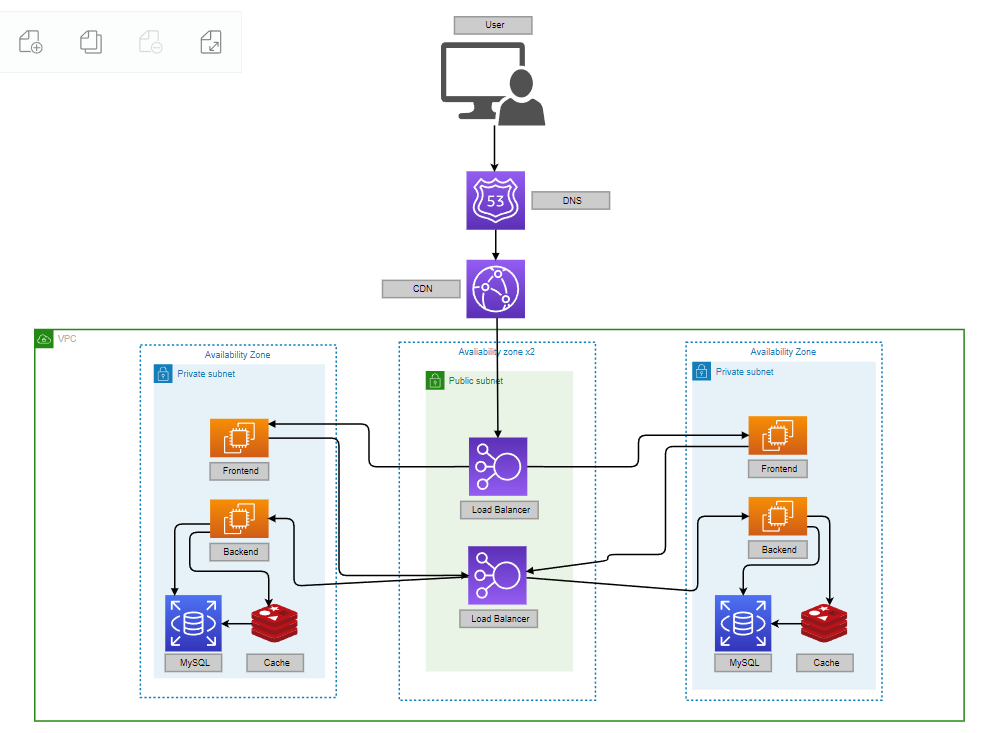 User
53
DNS
CDN
VPC
Availability Zone
Private subnet
Frontend
Backend
MySQL
Cache
Avaliability zone x2
Public subnet
Load Balancer
Load Balancer
Availability Zone
Private subnet
Frontend
Backend
MySQL
Cache